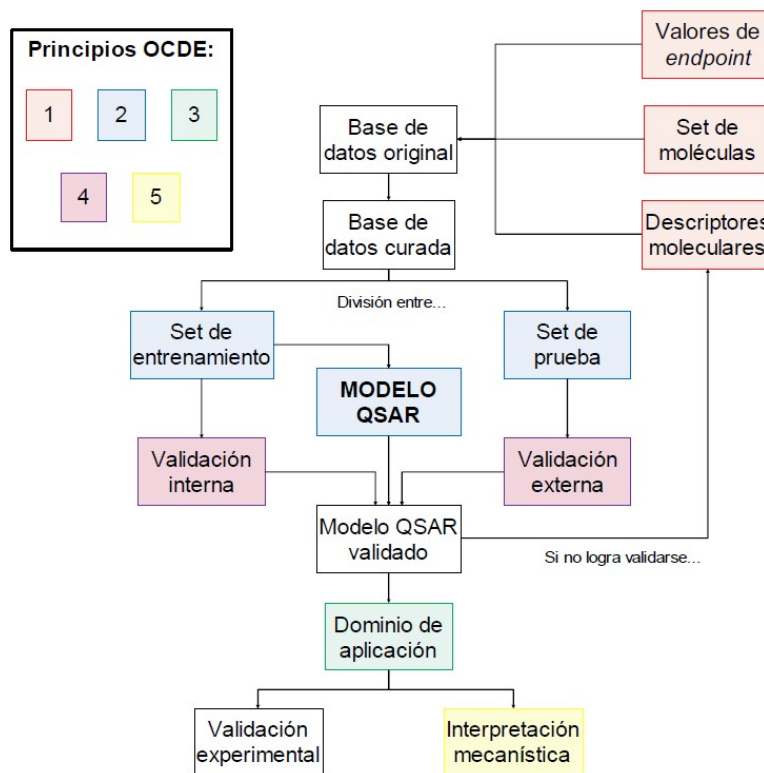 Principios OCDE:
1
2
3
4
5
Valores de
endpoint
Set de
moléculas
Descriptores
moleculares
Base de
datos original
Base de
datos curada
División entre...
Set de
entrenamiento
Set de
prueba
MODELO
QSAR
Validación
interna
Validación
externa
Modelo QSAR
validado
Si no logra validarse...
Dominio de
aplicación
Validación
experimental
Interpretación
mecanística